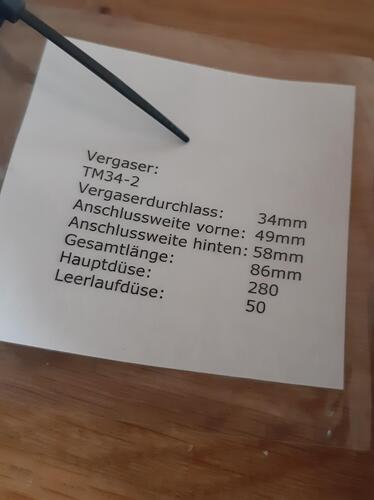 Vergaser:
TM34-2
Vergaserdurchlass: 34mm
Anschlussweite vorne: 49mm
Anschlussweite hinten: 58mm
Gesamtlänge: 86mm
Hauptdüse: 280
Leerlaufdüse: 50